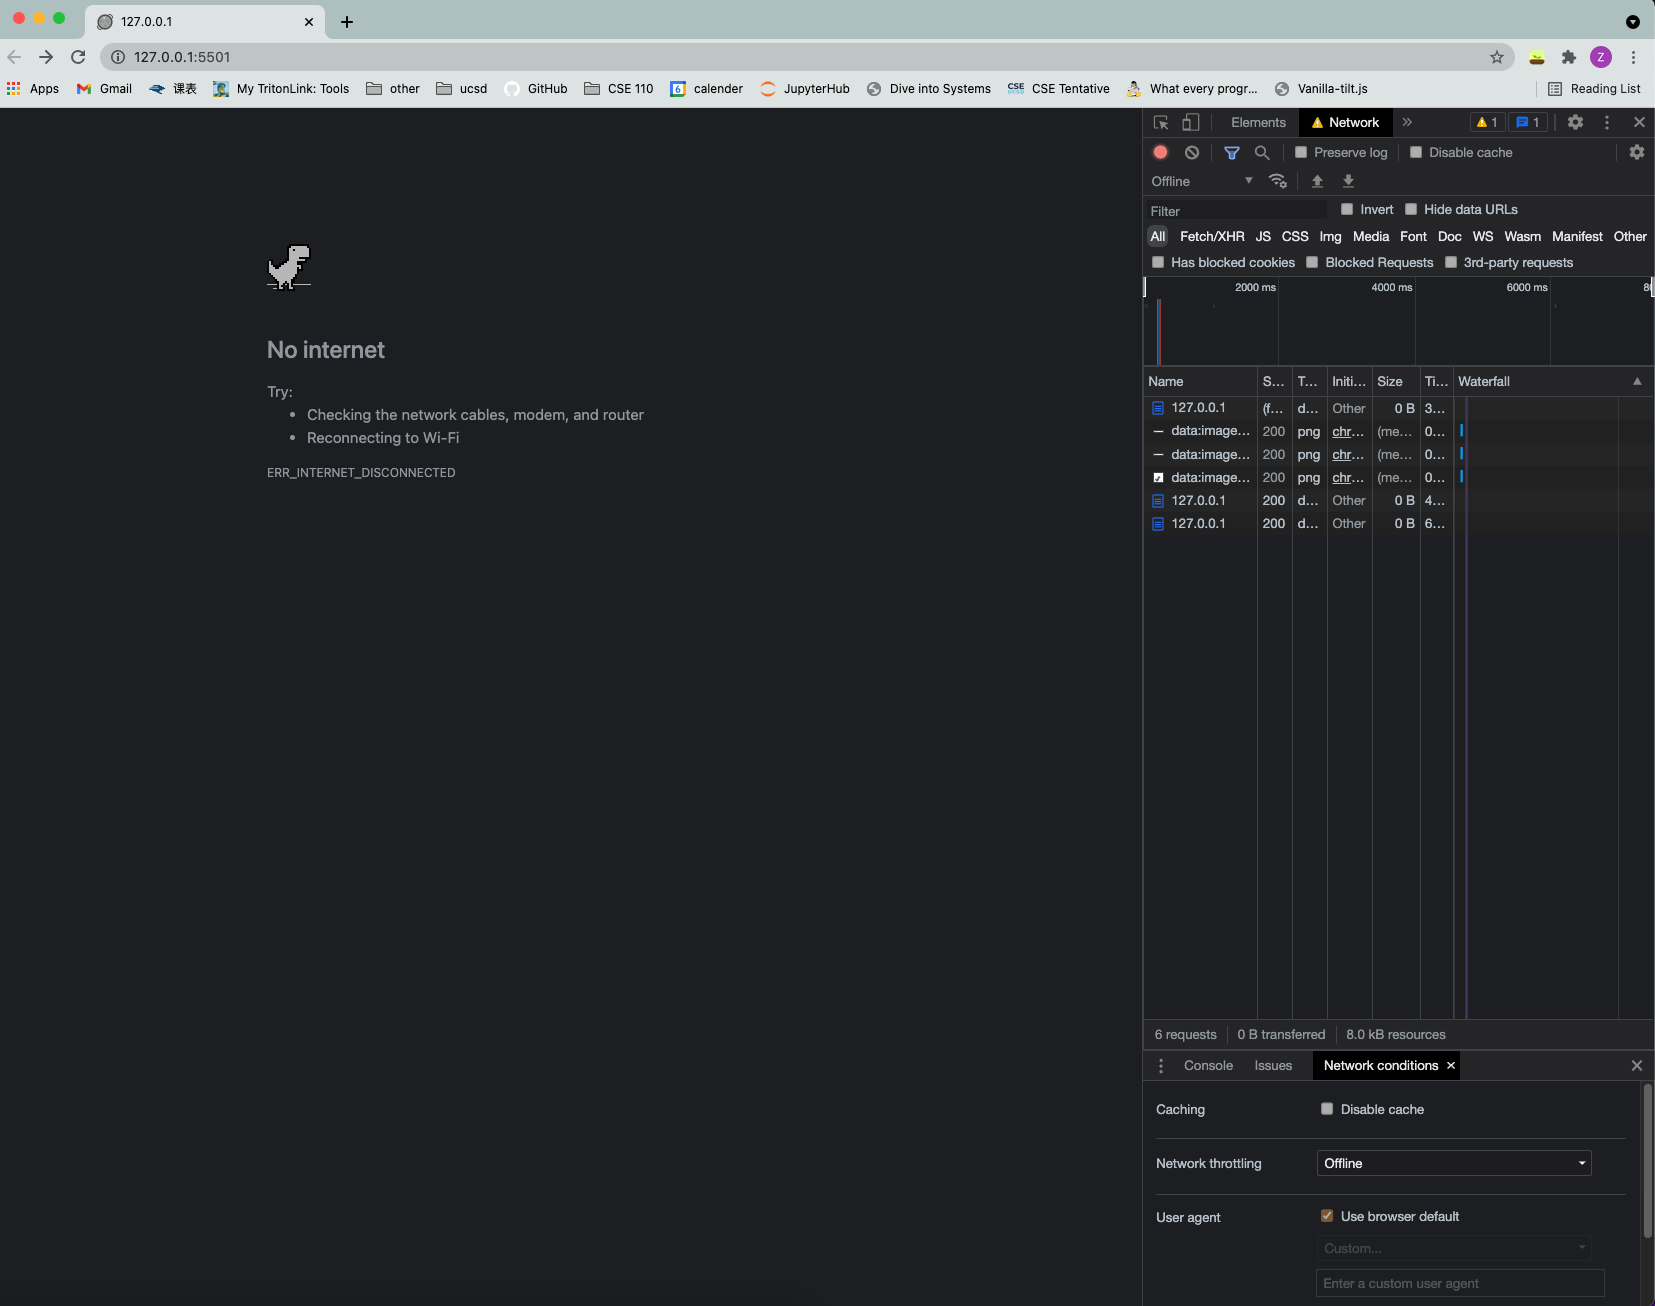 127.0.0.1
127.0.0.1:5501
Z
Apps Gmail 课表 My TritonLink: Tools other ucsd GitHub CSE 110 6 calender JupyterHub Dive into Systems CSE CSE Tentative What every progr... Vanilla-tilt.js Reading List
Elements Network 1 1
Preserve log Disable cache
Offline
Filter Invert Hide data URLs
All Fetch/XHR JS CSS Img Media Font Doc WS Wasm Manifest Other
Has blocked cookies Blocked Requests 3rd-party requests
2000 ms 4000 ms 6000 ms 8
No internet
Try:
Checking the network cables, modem, and router
Reconnecting to Wi-Fi
ERR_INTERNET_DISCONNECTED
Name S... T... Initi... Size Ti... Waterfall
127.0.0.1 (f... d... Other 0 B 3...
data:image... 200 png chr... (me... 0...
data:image... 200 png chr... (me... 0...
data:image... 200 png chr... (me... 0...
127.0.0.1 200 d... Other 0 B 4...
127.0.0.1 200 d... Other 0 B 6...
6 requests 0 B transferred 8.0 kB resources
Console Issues Network conditions
Caching Disable cache
Network throttling Offline
User agent Use browser default
Custom...
Enter a custom user agent